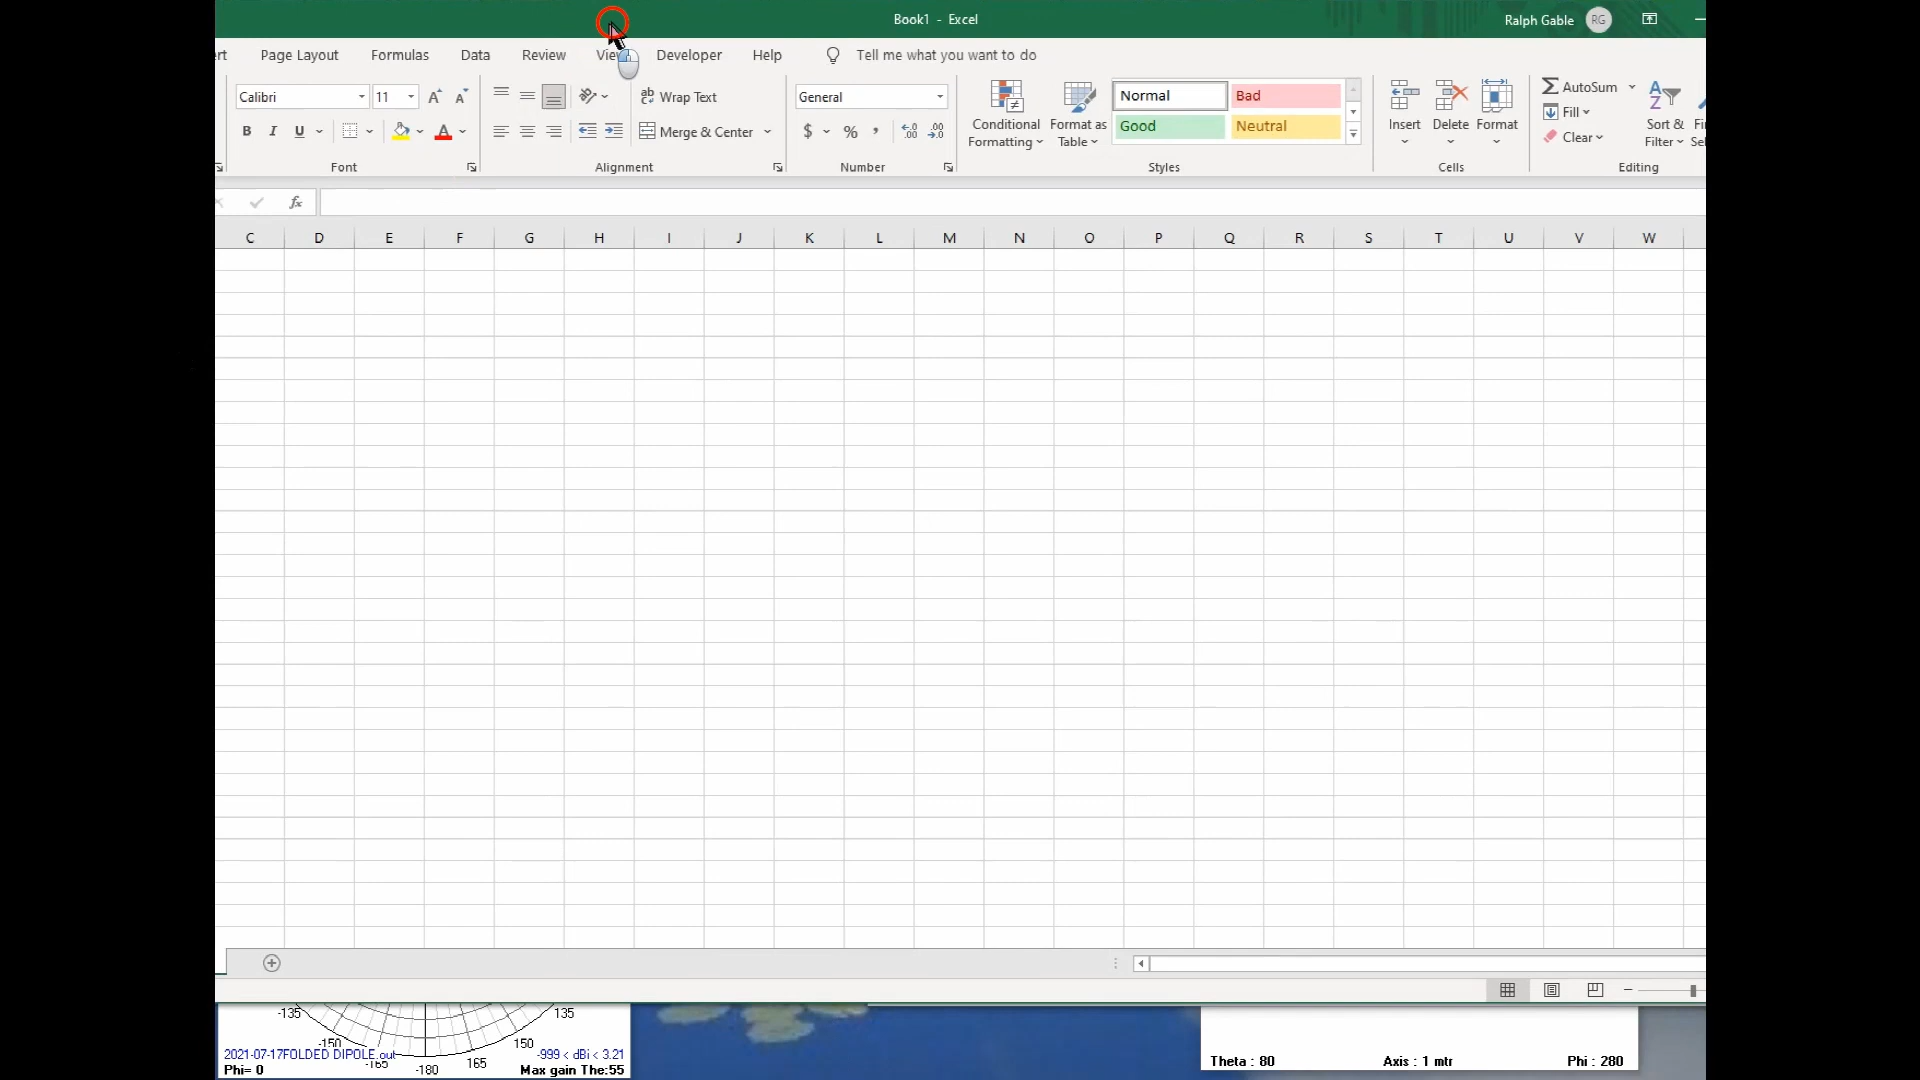 Book1 - Excel
Ralph Gable RG
rt Page Layout Formulas Data Review View Developer Help Tell me what you want to do
Calibri 11 A A ab Wrap Text General Normal Bad AutoSum
B I U A Merge & Center $ % , Conditional Formatting Format as Table Good Neutral Insert Delete Format Fill Sort & Filter
Clear
Font Alignment Number Styles Cells Editing
fx
C D E F G H I J K L M N O P Q R S T U V W
-135 135
-150 150
2021-07-17FOLDED DIPOLE.out -999 < dBi < 3.21
-165 165
Phi= 0 -180 Max gain The:55
Theta : 80 Axis : 1 mtr Phi : 280